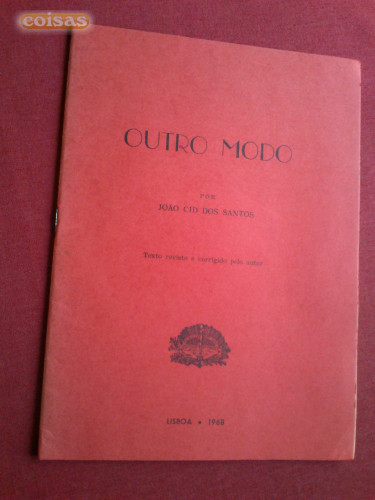 coisas
OUTRO MODO
POR
JOÃO CID DOS SANTOS
Texto revisto e corrigido pelo autor
LISBOA • 1968